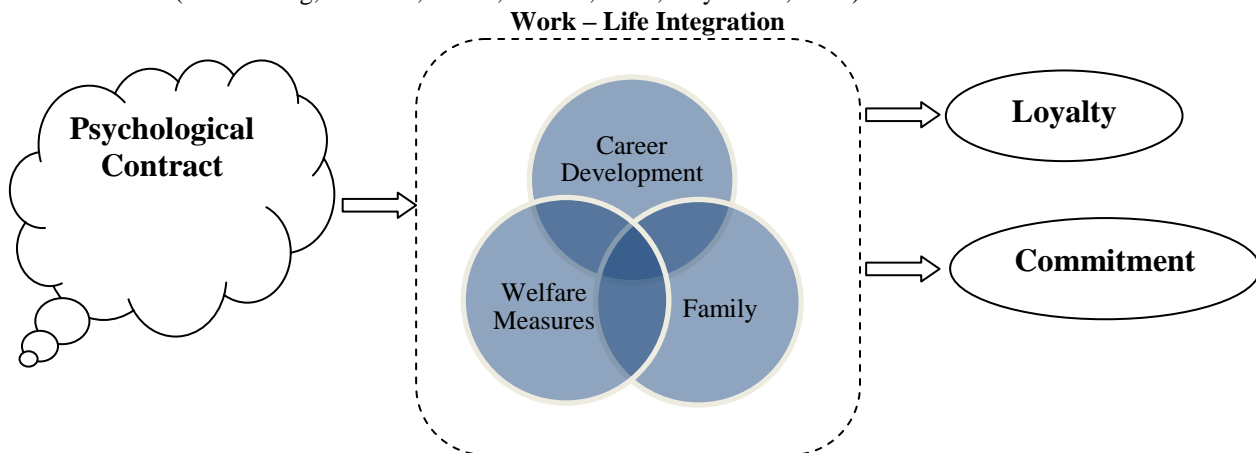 Work – Life Integration
Psychological
Contract
Career
Development
Welfare
Measures
Family
Loyalty
Commitment